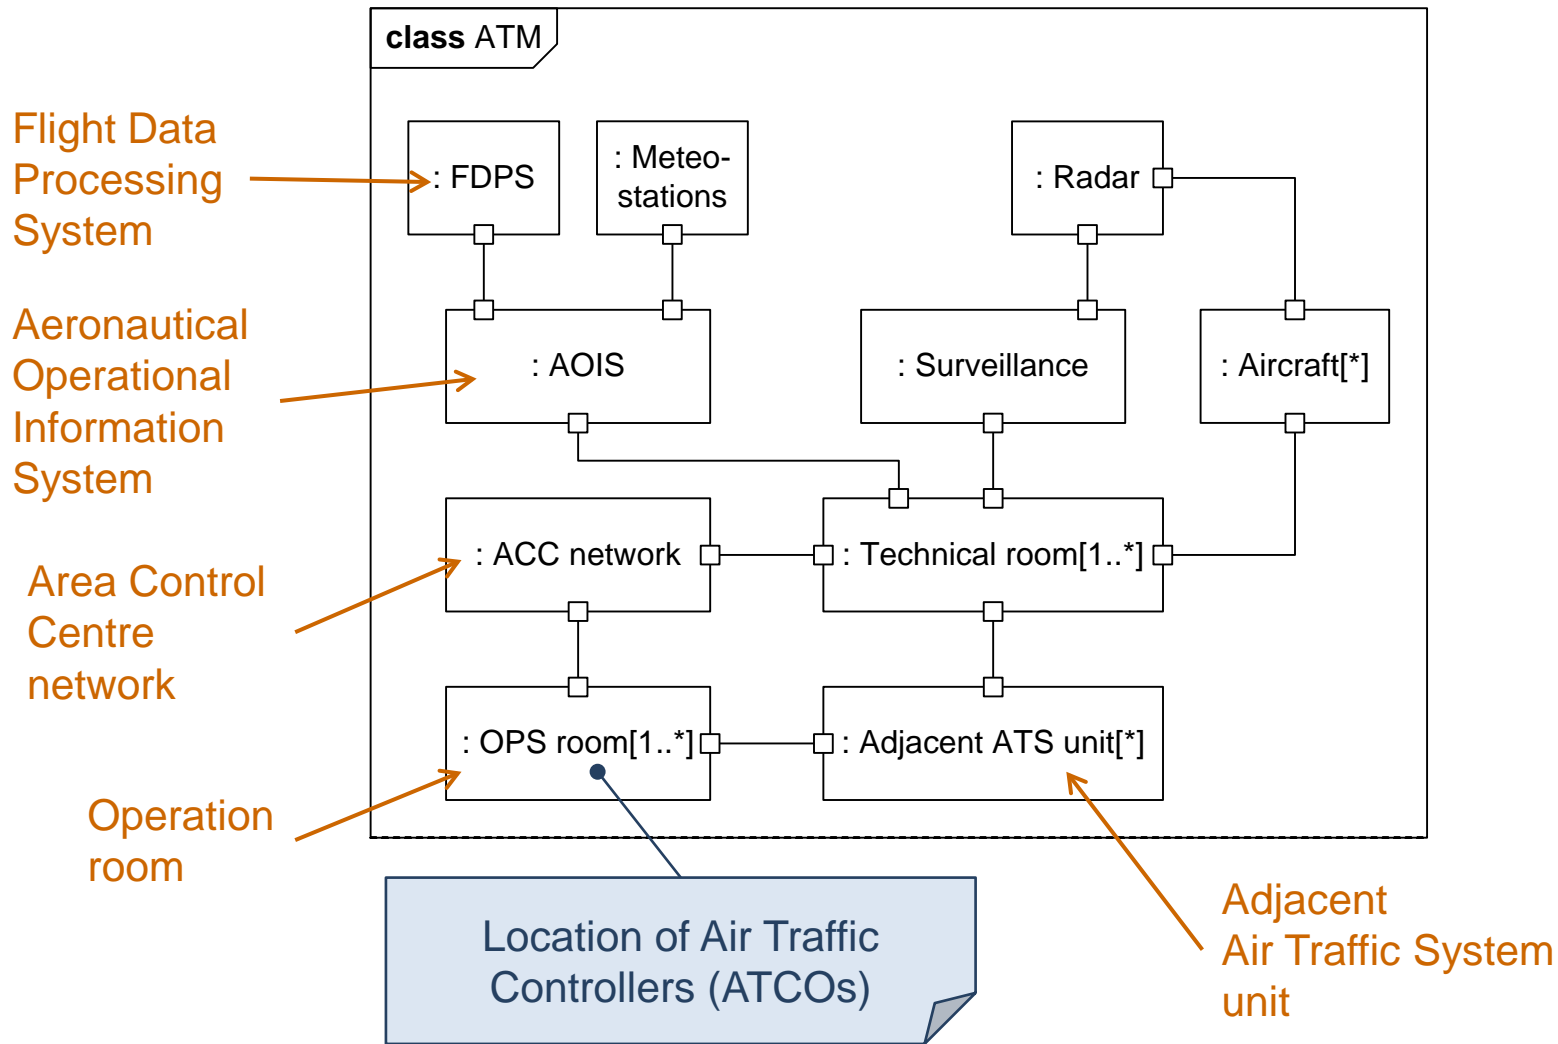 class ATM
Flight Data
Processing
System
: FDPS
: Meteo-
stations
: Radar
Aeronautical
Operational
Information
System
: AOIS
: Surveillance
: Aircraft[*]
Area Control
Centre
network
: ACC network
: Technical room[1..*]
Operation
room
: OPS room[1..*]
: Adjacent ATS unit[*]
Location of Air Traffic
Controllers (ATCOs)
Adjacent
Air Traffic System
unit